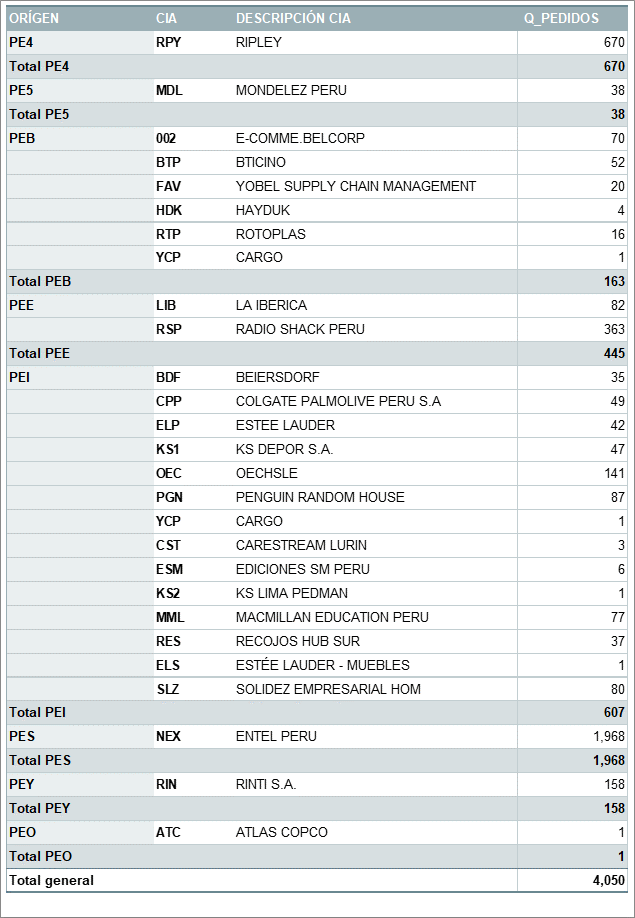 ORÍGEN CIA DESCRIPCIÓN CIA Q_PEDIDOS
PE4 RPY RIPLEY 670
Total PE4 670
PE5 MDL MONDELEZ PERU 38
Total PE5 38
PEB 002 E-COMME.BELCORP 70
BTP BTICINO 52
FAV YOBEL SUPPLY CHAIN MANAGEMENT 20
HDK HAYDUK 4
RTP ROTOPLAS 16
YCP CARGO 1
Total PEB 163
PEE LIB LA IBERICA 82
RSP RADIO SHACK PERU 363
Total PEE 445
PEI BDF BEIERSDORF 35
CPP COLGATE PALMOLIVE PERU S.A 49
ELP ESTEE LAUDER 42
KS1 KS DEPOR S.A. 47
OEC OECHSLE 141
PGN PENGUIN RANDOM HOUSE 87
YCP CARGO 1
CST CARESTREAM LURIN 3
ESM EDICIONES SM PERU 6
KS2 KS LIMA PEDMAN 1
MML MACMILLAN EDUCATION PERU 77
RES RECOJOS HUB SUR 37
ELS ESTÉE LAUDER - MUEBLES 1
SLZ SOLIDEZ EMPRESARIAL HOM 80
Total PEI 607
PES NEX ENTEL PERU 1,968
Total PES 1,968
PEY RIN RINTI S.A. 158
Total PEY 158
PEO ATC ATLAS COPCO 1
Total PEO 1
Total general 4,050